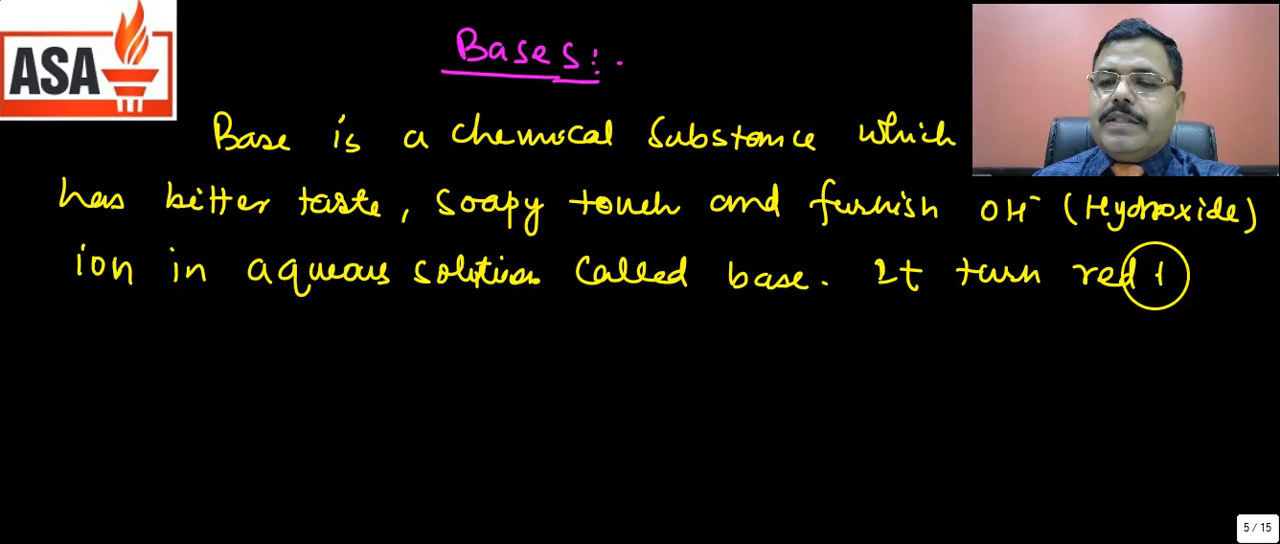 ASA
Bases:.
Base is a chemical substance which
has bitter taste, soapy touch and furnish OH⁻ (Hydroxide)
ion in aqueous solution called base. It turn red l
5 / 15